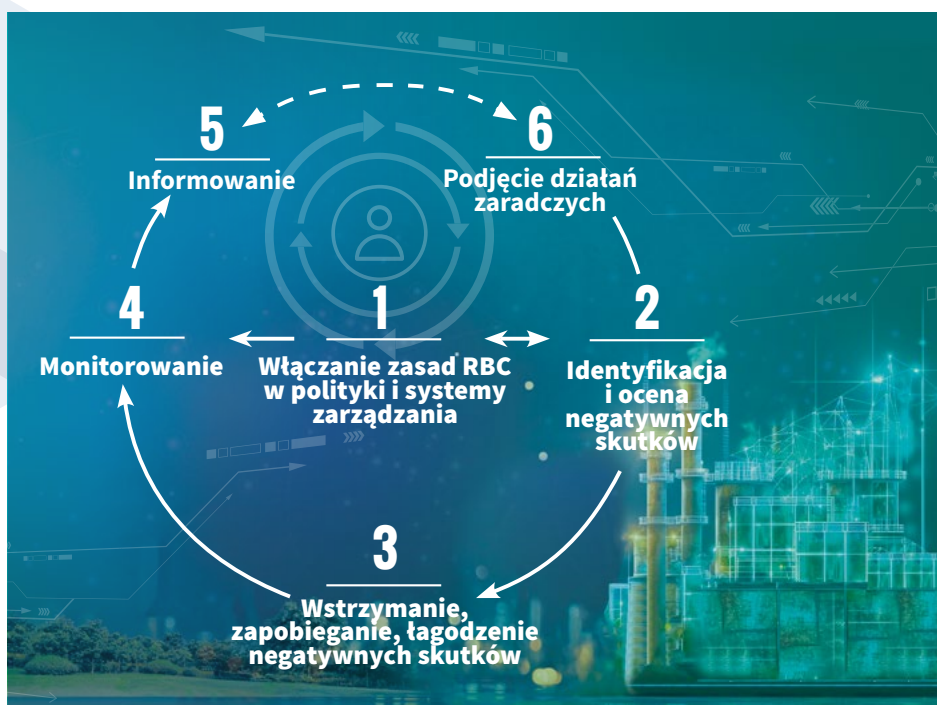 5
Informowanie
6
Podjęcie działań
zaradczych
4
Monitorowanie
1
Włączanie zasad RBC
w polityki i systemy
zarządzania
2
Identyfikacja
i ocena
negatywnych
skutków
3
Wstrzymanie,
zapobieganie, łagodzenie
negatywnych skutków